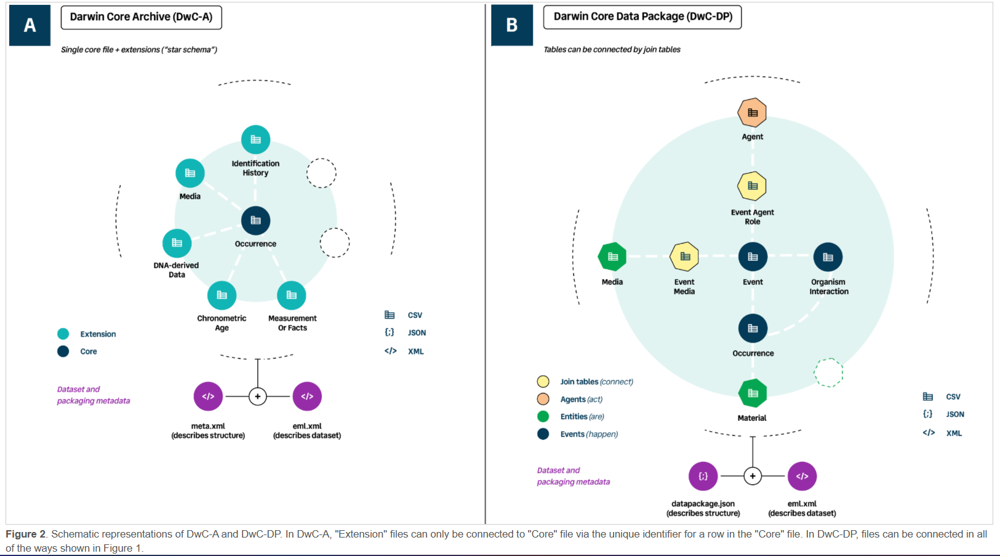 A
Darwin Core Archive (DwC-A)
Single core file + extensions ("star schema")
Identification
History
Media
Occurrence
DNA-derived
Data
Chronometric
Age
Measurement
Or Facts
Extension
Core
CSV
{;} JSON
</> XML
Dataset and
packaging metadata
</>
+
</>
meta.xml
(describes structure)
eml.xml
(describes dataset)
B
Darwin Core Data Package (DwC-DP)
Tables can be connected by join tables
Agent
Event Agent
Role
Media
Event
Media
Event
Organism
Interaction
Occurrence
Material
Join tables (connect)
Agents (act)
Entities (are)
Events (happen)
CSV
{;} JSON
</> XML
Dataset and
packaging metadata
{;}
+
</>
datapackage.json
(describes structure)
eml.xml
(describes dataset)
Figure 2. Schematic representations of DwC-A and DwC-DP. In DwC-A, "Extension" files can only be connected to "Core" file via the unique identifier for a row in the "Core" file. In DwC-DP, files can be connected in all
of the ways shown in Figure 1.